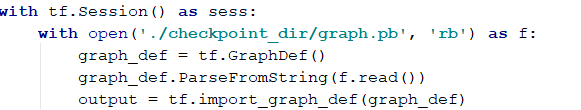 with tf.Session() as sess:
    with open('./checkpoint_dir/graph.pb', 'rb') as f:
        graph_def = tf.GraphDef()
        graph_def.ParseFromString(f.read())
        output = tf.import_graph_def(graph_def)